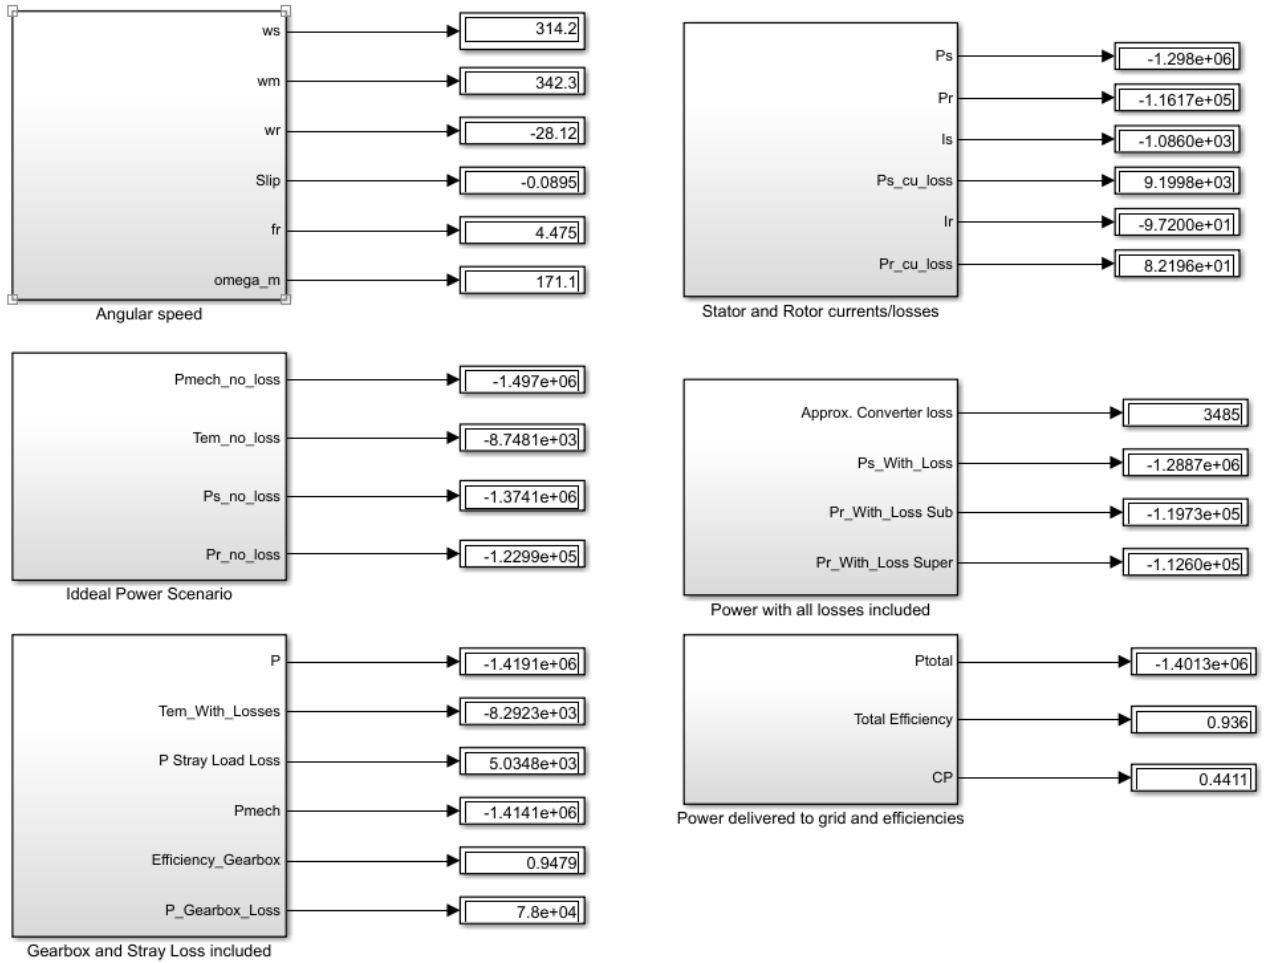 ws 314.2
wm 342.3
wr -28.12
Slip -0.0895
fr 4.475
omega_m 171.1
Angular speed
Ps -1.298e+06
Pr -1.1617e+05
Is -1.0860e+03
Ps_cu_loss 9.1998e+03
Ir -9.7200e+01
Pr_cu_loss 8.2196e+01
Stator and Rotor currents/losses
Pmech_no_loss -1.497e+06
Tem_no_loss -8.7481e+03
Ps_no_loss -1.3741e+06
Pr_no_loss -1.2299e+05
Iddeal Power Scenario
Approx. Converter loss 3485
Ps_With_Loss -1.2887e+06
Pr_With_Loss Sub -1.1973e+05
Pr_With_Loss Super -1.1260e+05
Power with all losses included
P -1.4191e+06
Tem_With_Losses -8.2923e+03
P Stray Load Loss 5.0348e+03
Pmech -1.4141e+06
Efficiency_Gearbox 0.9479
P_Gearbox_Loss 7.8e+04
Gearbox and Stray Loss included
Ptotal -1.4013e+06
Total Efficiency 0.936
CP 0.4411
Power delivered to grid and efficiencies